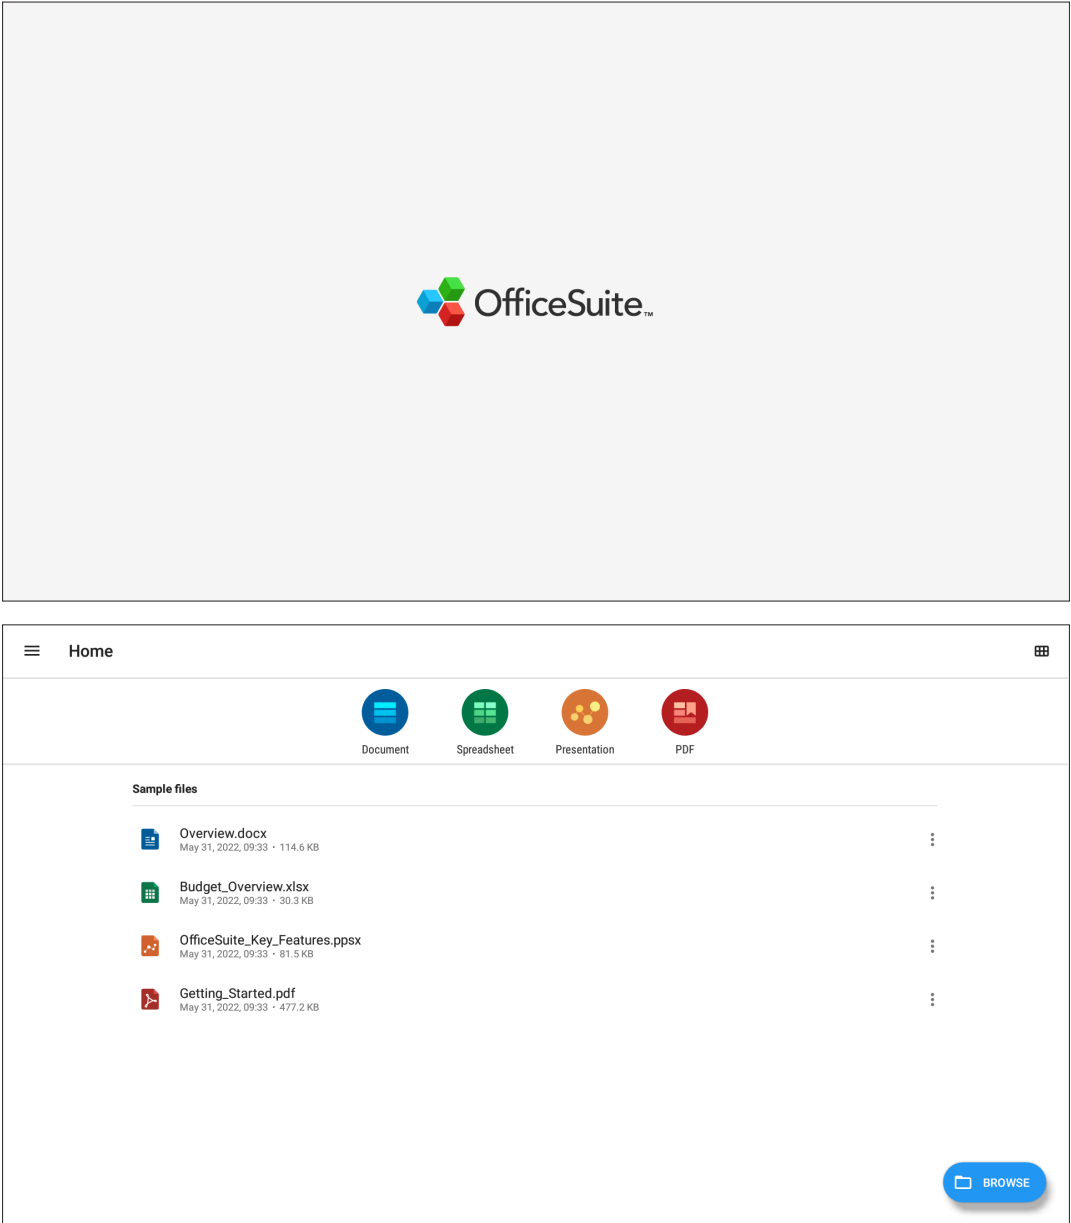 OfficeSuite™
Home
Document
Spreadsheet
Presentation
PDF
Sample files
Overview.docx
May 31, 2022, 09:33 • 114.6 KB
Budget_Overview.xlsx
May 31, 2022, 09:33 • 30.3 KB
OfficeSuite_Key_Features.ppsx
May 31, 2022, 09:33 • 81.5 KB
Getting_Started.pdf
May 31, 2022, 09:33 • 477.2 KB
BROWSE